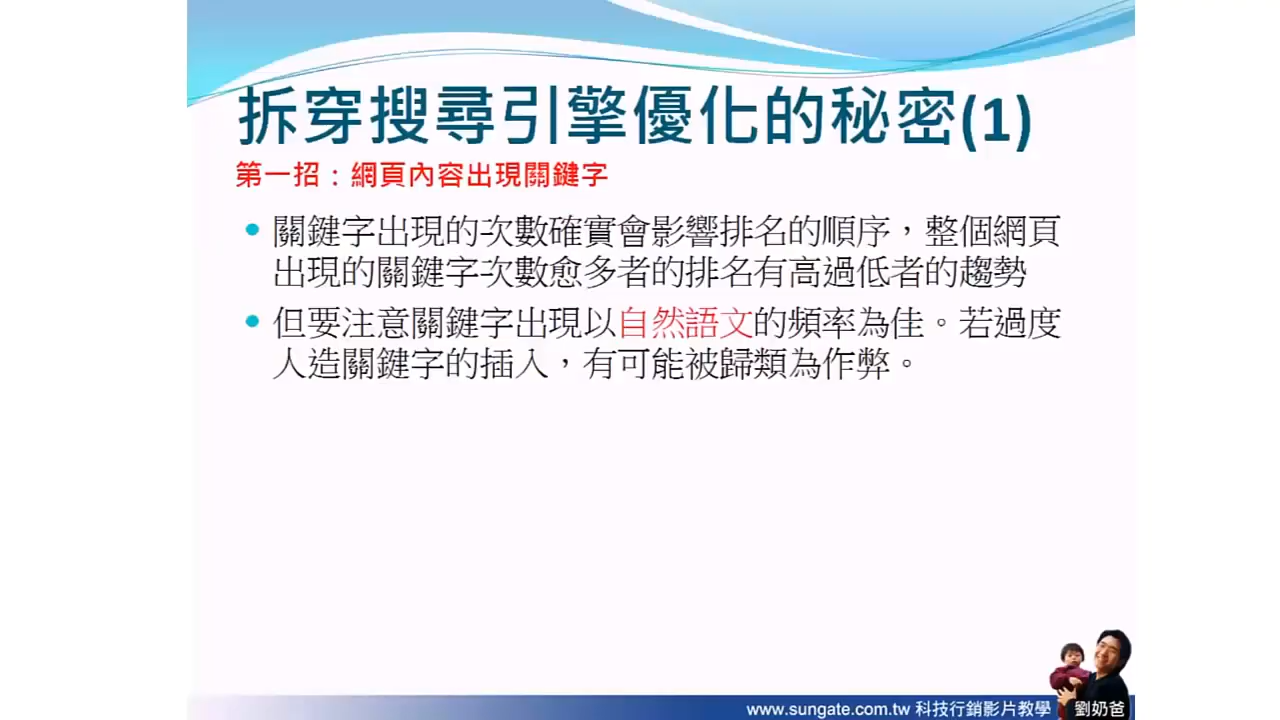 拆穿搜尋引擎優化的秘密(1)
第一招：網頁內容出現關鍵字
• 關鍵字出現的次數確實會影響排名的順序，整個網頁
出現的關鍵字次數愈多者的排名有高過低者的趨勢
• 但要注意關鍵字出現以自然語文的頻率為佳。若過度
人造關鍵字的插入，有可能被歸類為作弊。
www.sungate.com.tw 科技行銷影片教學
劉奶爸